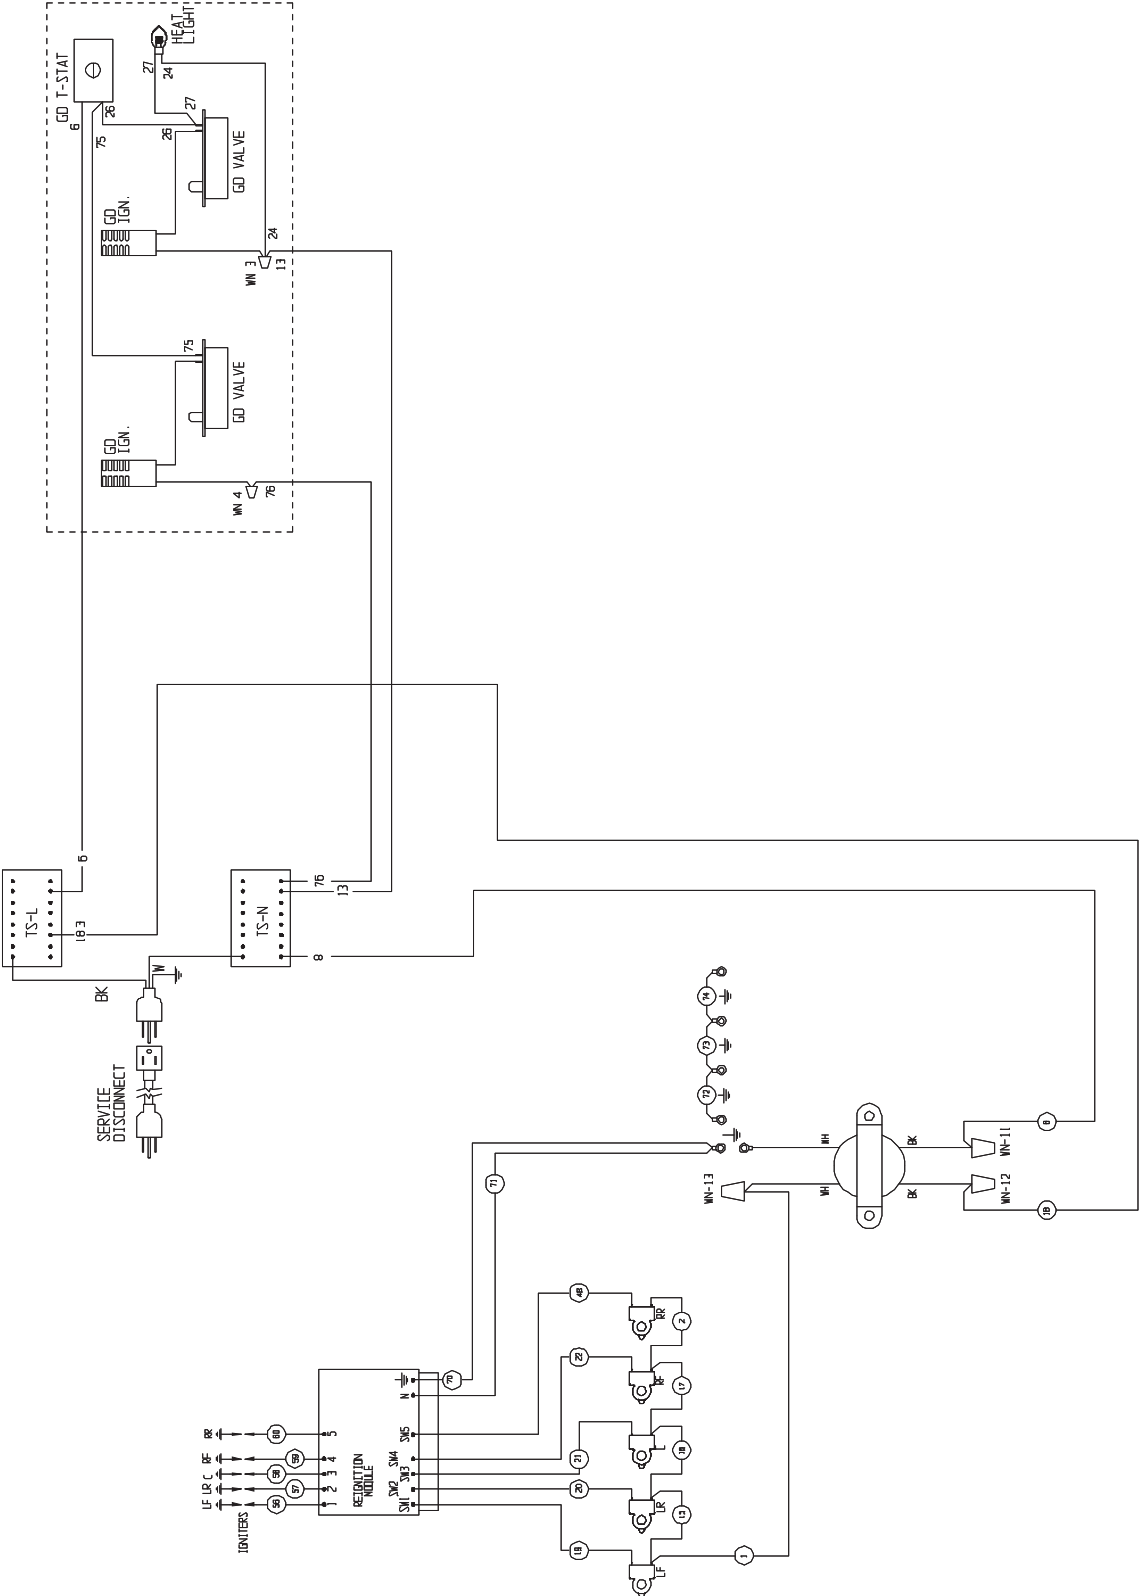 HEAT
LIGHT
GD T-STAT
27
24
6
75
26
27
26
GD VALVE
GD
IGN.
24
WN 3
13
75
GD VALVE
GD
IGN.
WN 4
76
6
TS-L
183
76
13
TS-N
8
BK
W
SERVICE
DISCONNECT
74
73
72
71
WH
BK
WN-11
8
WN-13
WH
BK
WN-12
48
RR
2
22
RF
17
70
N
RR
60
5
SW5
RF
59
4
SW4
21
L
C
58
3
SW3
LR
57
2
SW2
20
LR
LF
56
1
SW1
REIGNITION
MODULE
IGNITERS
19
LF
1